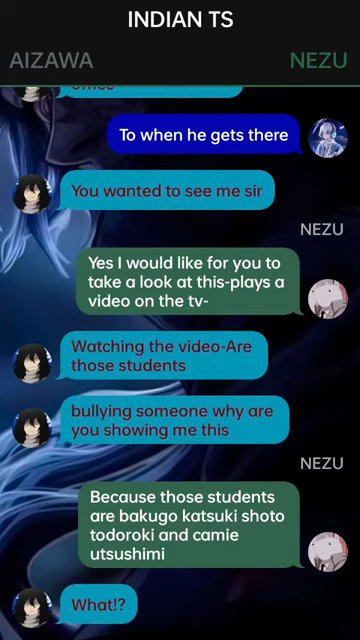 INDIAN TS
AIZAWA
NEZU
office
To when he gets there
You wanted to see me sir
NEZU
Yes I would like for you to
take a look at this-plays a
video on the tv-
Watching the video-Are
those students
bullying someone why are
you showing me this
NEZU
Because those students
are bakugo katsuki shoto
todoroki and camie
utsushimi
What!?